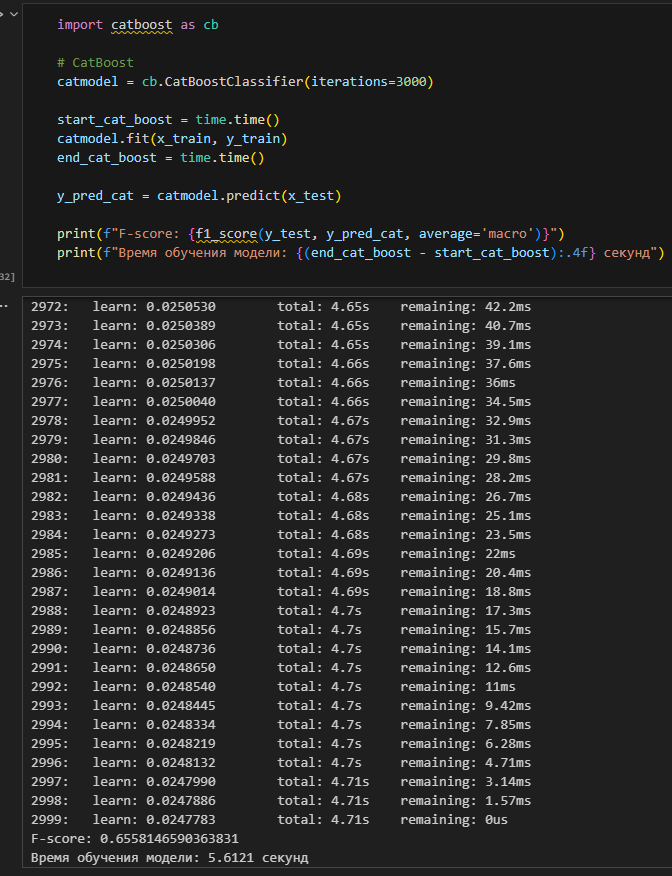 import catboost as cb
# CatBoost
catmodel = cb.CatBoostClassifier(iterations=3000)
start_cat_boost = time.time()
catmodel.fit(x_train, y_train)
end_cat_boost = time.time()
y_pred_cat = catmodel.predict(x_test)
print(f"F-score: {f1_score(y_test, y_pred_cat, average='macro')}")
print(f"Время обучения модели: {(end_cat_boost - start_cat_boost):.4f} секунд")
32]
2972: learn: 0.0250530 total: 4.65s remaining: 42.2ms
2973: learn: 0.0250389 total: 4.65s remaining: 40.7ms
2974: learn: 0.0250306 total: 4.65s remaining: 39.1ms
2975: learn: 0.0250198 total: 4.66s remaining: 37.6ms
2976: learn: 0.0250137 total: 4.66s remaining: 36ms
2977: learn: 0.0250040 total: 4.66s remaining: 34.5ms
2978: learn: 0.0249952 total: 4.67s remaining: 32.9ms
2979: learn: 0.0249846 total: 4.67s remaining: 31.3ms
2980: learn: 0.0249703 total: 4.67s remaining: 29.8ms
2981: learn: 0.0249588 total: 4.67s remaining: 28.2ms
2982: learn: 0.0249436 total: 4.68s remaining: 26.7ms
2983: learn: 0.0249338 total: 4.68s remaining: 25.1ms
2984: learn: 0.0249273 total: 4.68s remaining: 23.5ms
2985: learn: 0.0249206 total: 4.69s remaining: 22ms
2986: learn: 0.0249136 total: 4.69s remaining: 20.4ms
2987: learn: 0.0249014 total: 4.69s remaining: 18.8ms
2988: learn: 0.0248923 total: 4.7s remaining: 17.3ms
2989: learn: 0.0248856 total: 4.7s remaining: 15.7ms
2990: learn: 0.0248736 total: 4.7s remaining: 14.1ms
2991: learn: 0.0248650 total: 4.7s remaining: 12.6ms
2992: learn: 0.0248540 total: 4.7s remaining: 11ms
2993: learn: 0.0248445 total: 4.7s remaining: 9.42ms
2994: learn: 0.0248334 total: 4.7s remaining: 7.85ms
2995: learn: 0.0248219 total: 4.7s remaining: 6.28ms
2996: learn: 0.0248132 total: 4.7s remaining: 4.71ms
2997: learn: 0.0247990 total: 4.71s remaining: 3.14ms
2998: learn: 0.0247886 total: 4.71s remaining: 1.57ms
2999: learn: 0.0247783 total: 4.71s remaining: 0us
F-score: 0.6558146590363831
Время обучения модели: 5.6121 секунд